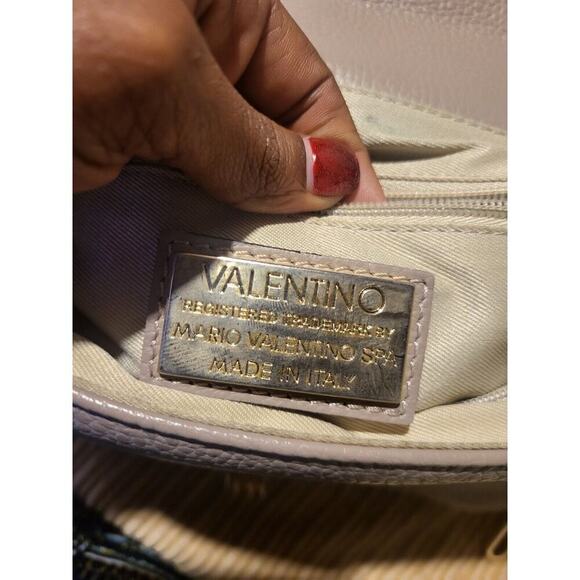 VALENTINO
REGISTERED TRADEMARK BY
MARIO VALENTINO SPA
MADE IN ITALY